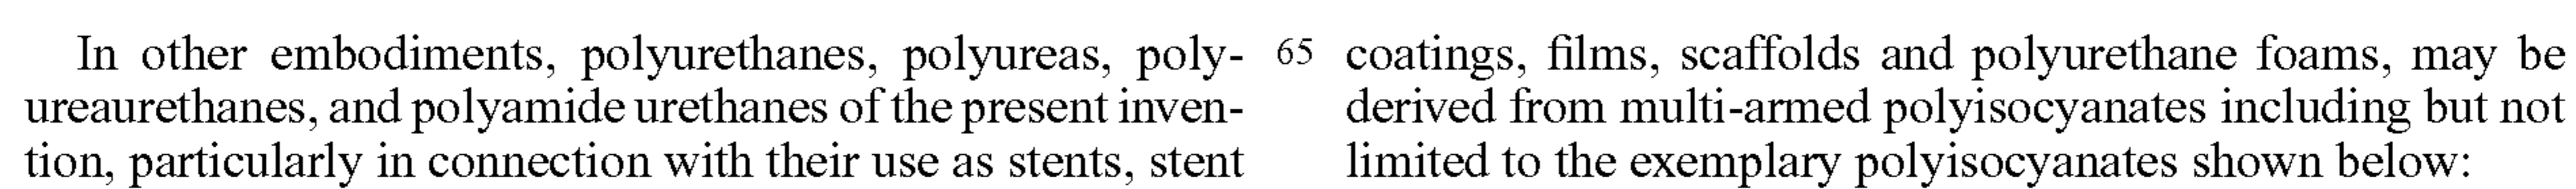 In other embodiments, polyurethanes, polyureas, poly-
ureaurethanes, and polyamide urethanes of the present inven-
tion, particularly in connection with their use as stents, stent
65
coatings, films, scaffolds and polyurethane foams, may be
derived from multi-armed polyisocyanates including but not
limited to the exemplary polyisocyanates shown below: